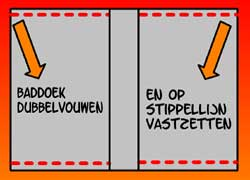 BADDOEK
DUBBELVOUWEN
EN OP
STIPPELLIJN
VASTZETTEN